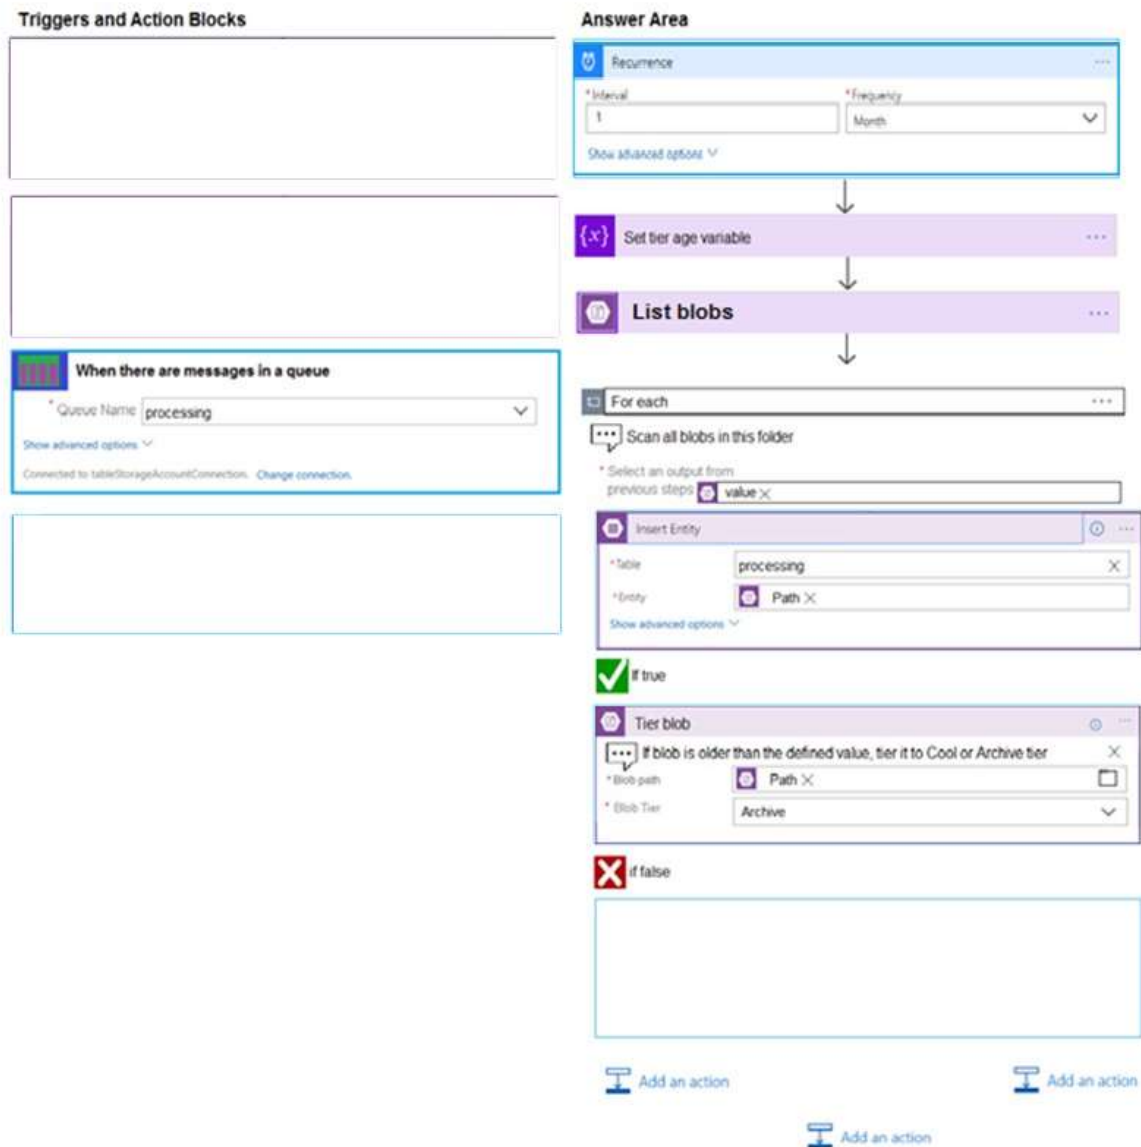 Triggers and Action Blocks
When there are messages in a queue
* Queue Name processing
Show advanced options
Connected to tableStorageAccountConnection. Change connection.
Answer Area
Recurrence
* Interval
* Frequency
1
Month
Show advanced options
{x} Set tier age variable
List blobs
For each
Scan all blobs in this folder
* Select an output from
previous steps value
Insert Entity
* Table processing
* Entity Path
Show advanced options
If true
Tier blob
If blob is older than the defined value, tier it to Cool or Archive tier
* Blob path Path
* Blob Tier Archive
if false
Add an action
Add an action
Add an action